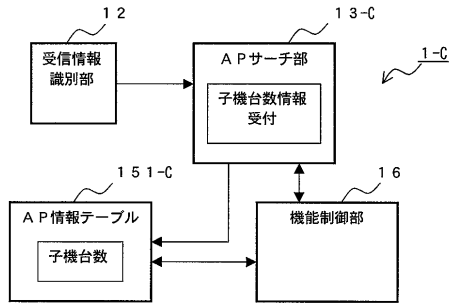 12
受信情報
識別部
13-C
APサーチ部
子機台数情報
受付
1-C
151-C
AP情報テーブル
子機台数
16
機能制御部